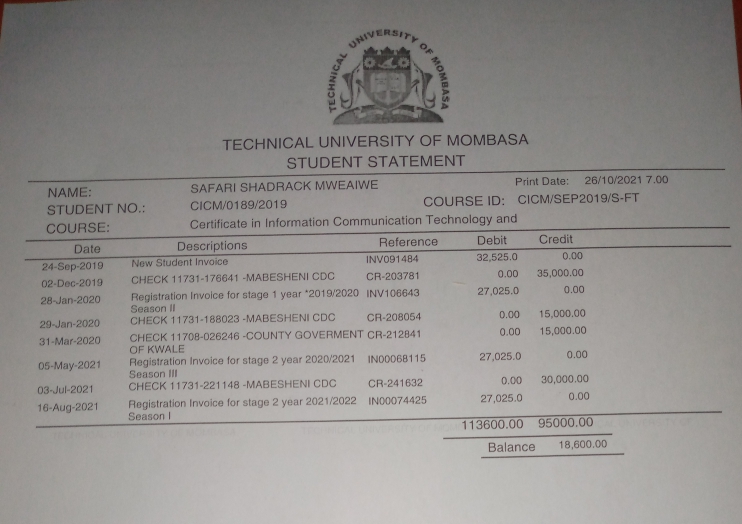 TECHNICAL UNIVERSITY OF MOMBASA
TECHNICAL UNIVERSITY OF MOMBASA
STUDENT STATEMENT
NAME: SAFARI SHADRACK MWEAIWE Print Date: 26/10/2021 7.00
STUDENT NO.: CICM/0189/2019 COURSE ID: CICM/SEP2019/S-FT
COURSE: Certificate in Information Communication Technology and
Date Descriptions Reference Debit Credit
24-Sep-2019 New Student Invoice INV091484 32,525.0 0.00
02-Dec-2019 CHECK 11731-176641 -MABESHENI CDC CR-203781 0.00 35,000.00
28-Jan-2020 Registration Invoice for stage 1 year *2019/2020 INV106643 27,025.0 0.00
Season II
29-Jan-2020 CHECK 11731-188023 -MABESHENI CDC CR-208054 0.00 15,000.00
31-Mar-2020 CHECK 11708-026246 -COUNTY GOVERMENT CR-212841 0.00 15,000.00
OF KWALE
05-May-2021 Registration Invoice for stage 2 year 2020/2021 IN00068115 27,025.0 0.00
Season III
03-Jul-2021 CHECK 11731-221148 -MABESHENI CDC CR-241632 0.00 30,000.00
16-Aug-2021 Registration Invoice for stage 2 year 2021/2022 IN00074425 27,025.0 0.00
Season I
113600.00 95000.00
Balance 18,600.00